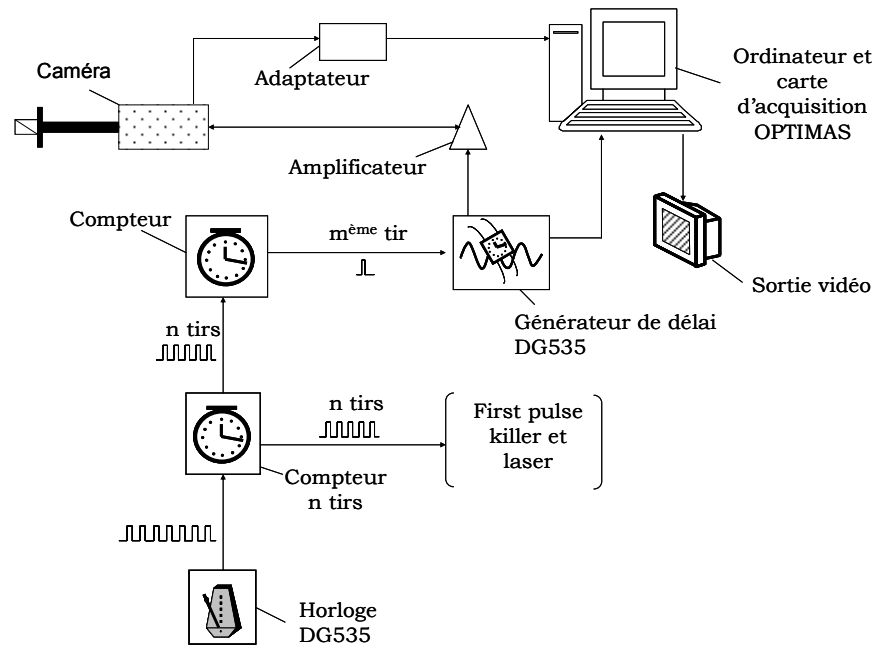 Caméra
Adaptateur
Ordinateur et
carte
d'acquisition
OPTIMAS
Amplificateur
Compteur
mème tir
Sortie vidéo
Générateur de délai
DG535
n tirs
n tirs
First pulse
killer et
laser
Compteur
n tirs
Horloge
DG535